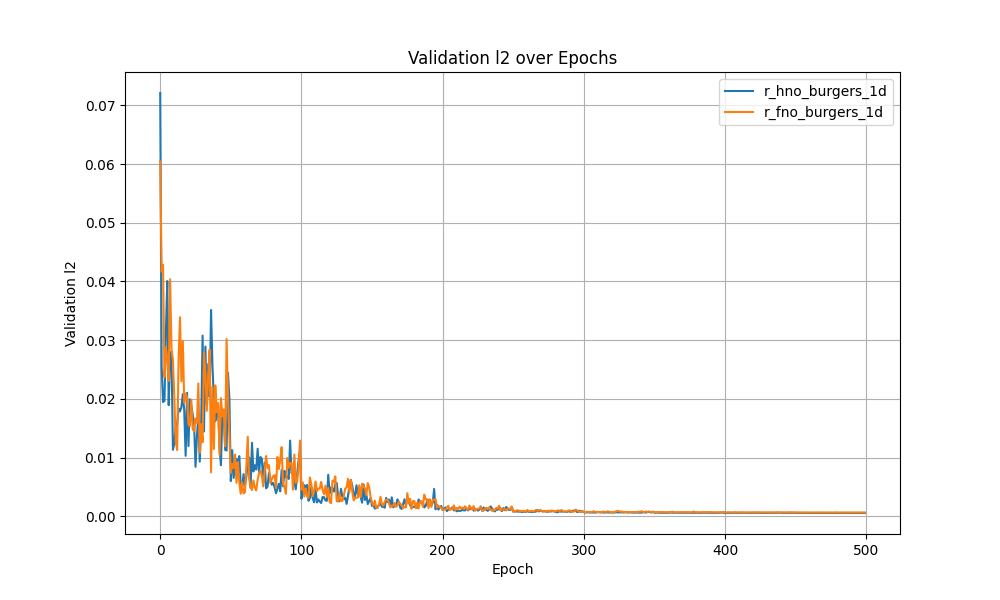 Validation l2 over Epochs
r_hno_burgers_1d
r_fno_burgers_1d
0.07
0.06
0.05
0.04
0.03
0.02
0.01
0.00
Validation l2
0
100
200
300
400
500
Epoch